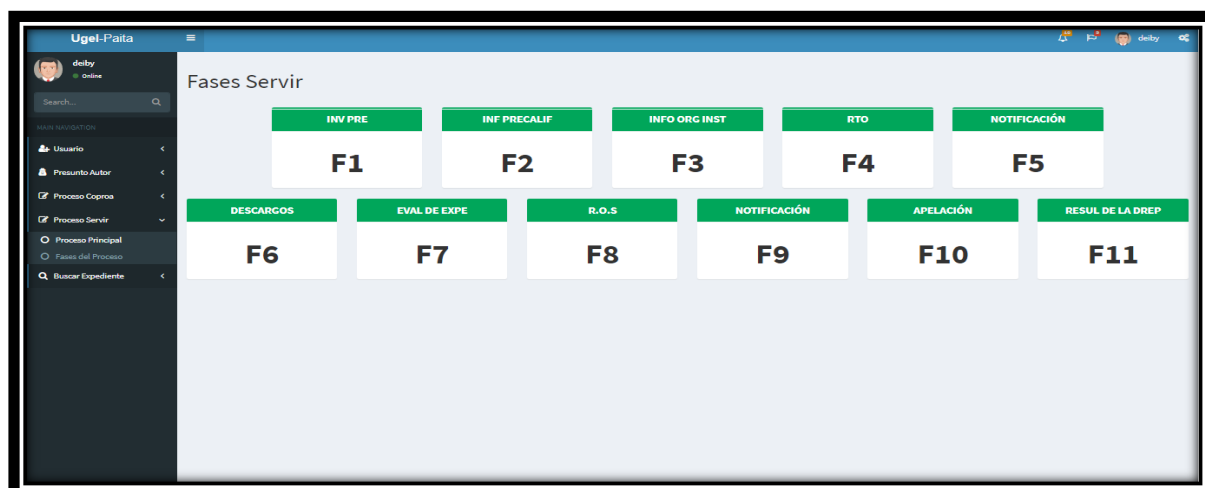 Ugel-Paita
deiby
deiby
Online
Search...
MAIN NAVIGATION
Usuario
Presunto Autor
Proceso Coproa
Proceso Servir
Proceso Principal
Fases del Proceso
Buscar Expediente
Fases Servir
INV PRE
INF PRECALIF
INFO ORG INST
RTO
NOTIFICACIÓN
F1
F2
F3
F4
F5
DESCARGOS
EVAL DE EXPE
R.O.S
NOTIFICACIÓN
APELACIÓN
RESUL DE LA DREP
F6
F7
F8
F9
F10
F11